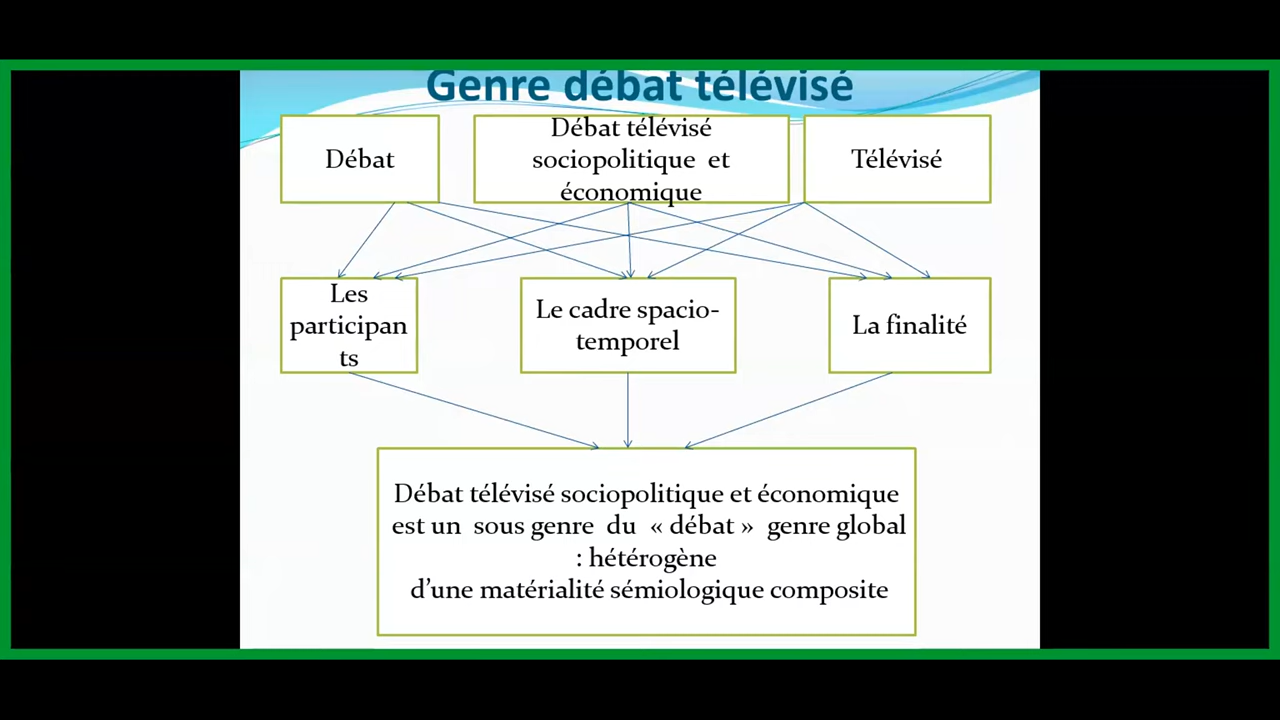 Genre débat télévisé
Débat
Débat télévisé
sociopolitique et
économique
Télévisé
Les
participan
ts
Le cadre spacio-
temporel
La finalité
Débat télévisé sociopolitique et économique
est un sous genre du « débat » genre global
: hétérogène
d’une matérialité sémiologique composite